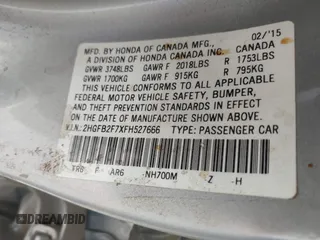 MFD. BY HONDA OF CANADA MFG., 02/'15
A DIVISION OF HONDA CANADA INC. CANADA
GVWR 3748LBS GAWR F 2018LBS R 1753LBS
GVWR 1700KG GAWR F 915KG R 795KG
THIS VEHICLE CONFORMS TO ALL APPLICABLE
FEDERAL MOTOR VEHICLE SAFETY, BUMPER,
AND THEFT PREVENTION STANDARDS IN EFFECT
ON THE DATE OF MANUFACTURE SHOWN ABOVE.
V.I.N.: 2HGFB2F7XFH527666 TYPE: PASSENGER CAR
AR6 NH700M Z H
BIDAMBID